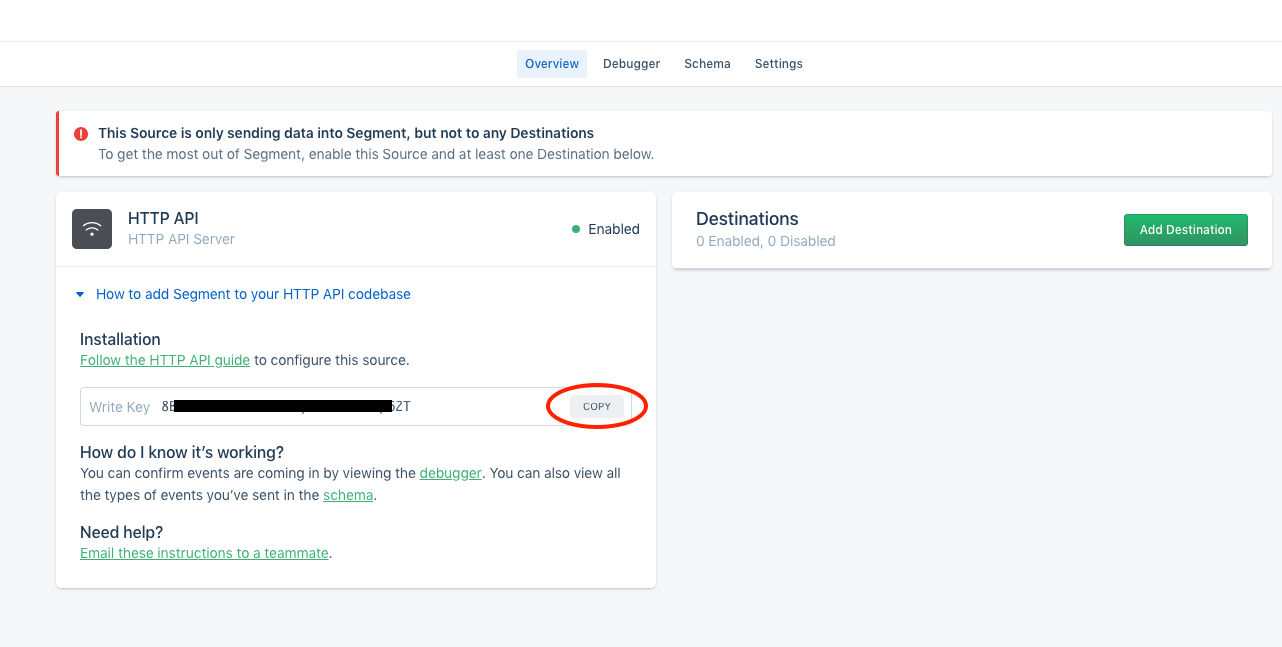 Overview Debugger Schema Settings
This Source is only sending data into Segment, but not to any Destinations
To get the most out of Segment, enable this Source and at least one Destination below.
HTTP API
HTTP API Server
Enabled
How to add Segment to your HTTP API codebase
Installation
Follow the HTTP API guide to configure this source.
Write Key
COPY
How do I know it’s working?
You can confirm events are coming in by viewing the debugger. You can also view all
the types of events you’ve sent in the schema.
Need help?
Email these instructions to a teammate.
Destinations
0 Enabled, 0 Disabled
Add Destination